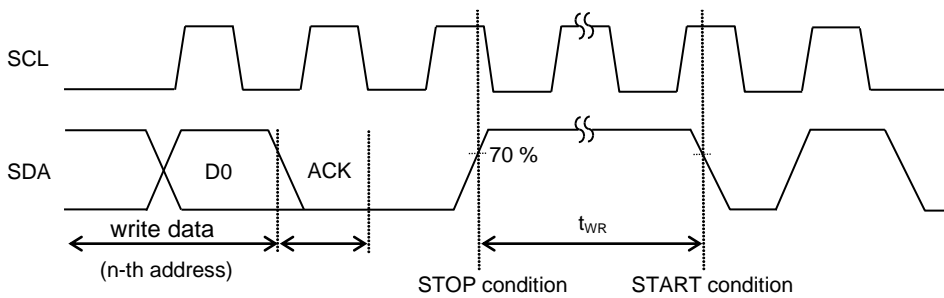 SCL
SDA
D0
ACK
70 %
write data
(n-th address)
tWR
STOP condition
START condition